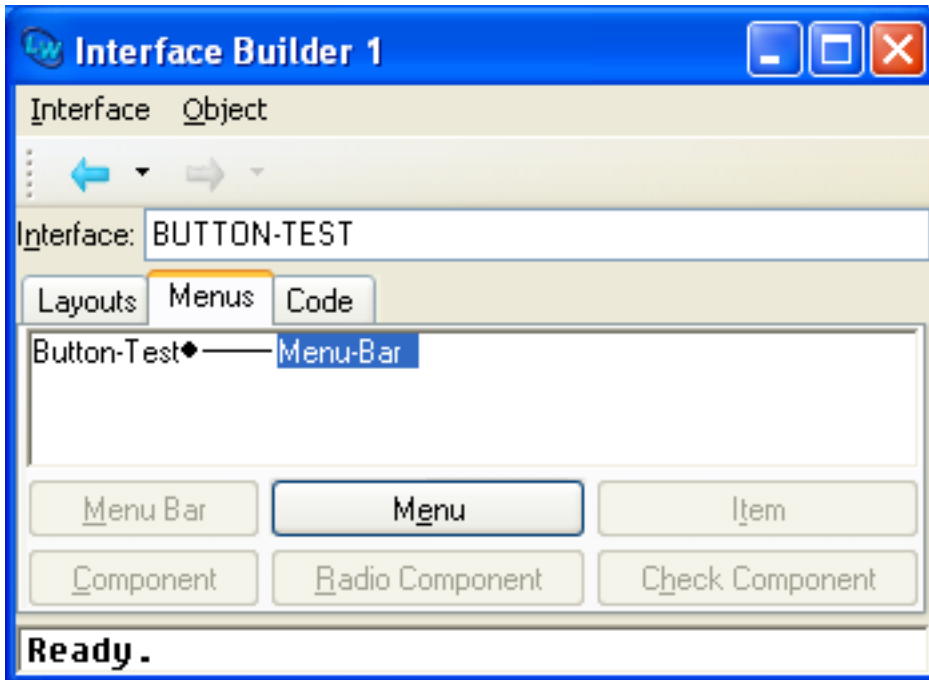 LW Interface Builder 1
Interface Object
Interface: BUTTON-TEST
Layouts Menus Code
Button-Test Menu-Bar
Menu Bar Menu Item
Component Radio Component Check Component
Ready.